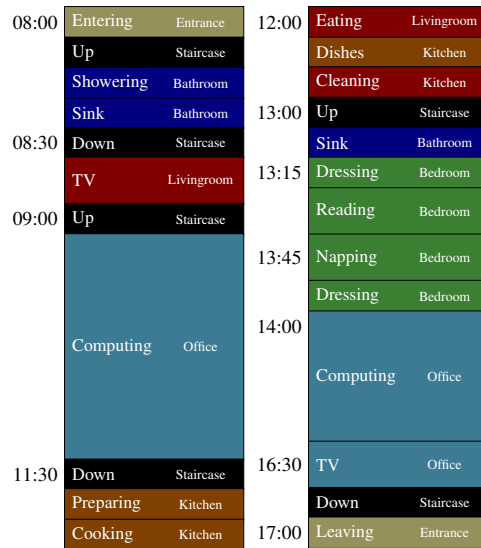 08:00 Entering Entrance
Up Staircase
Showering Bathroom
Sink Bathroom
08:30 Down Staircase
TV Livingroom
09:00 Up Staircase
Computing Office
11:30 Down Staircase
Preparing Kitchen
Cooking Kitchen
12:00 Eating Livingroom
Dishes Kitchen
Cleaning Kitchen
13:00 Up Staircase
Sink Bathroom
13:15 Dressing Bedroom
Reading Bedroom
13:45 Napping Bedroom
Dressing Bedroom
14:00
Computing Office
16:30 TV Office
Down Staircase
17:00 Leaving Entrance